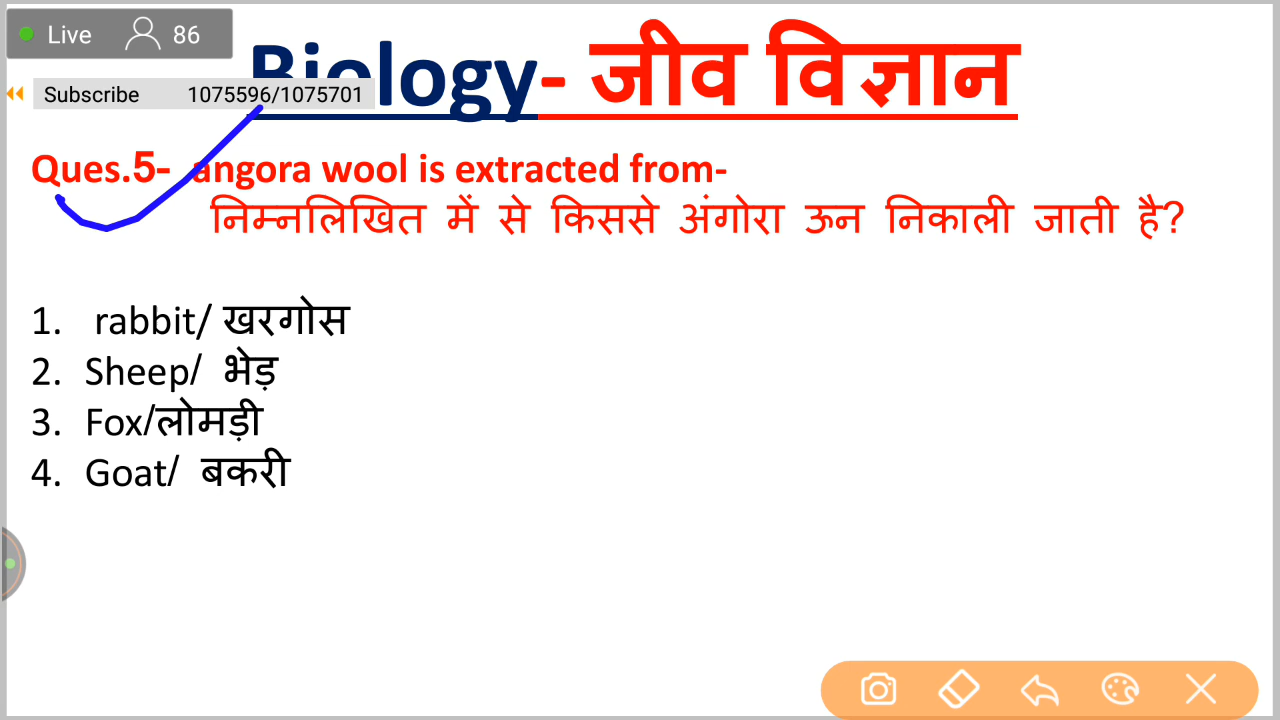 Live 86
Biology- जीव विज्ञान
Subscribe 1075596/1075701
Ques.5- angora wool is extracted from-
निम्नलिखित में से किससे अंगोरा ऊन निकाली जाती है?
1. rabbit/ खरगोस
2. Sheep/ भेड़
3. Fox/लोमड़ी
4. Goat/ बकरी